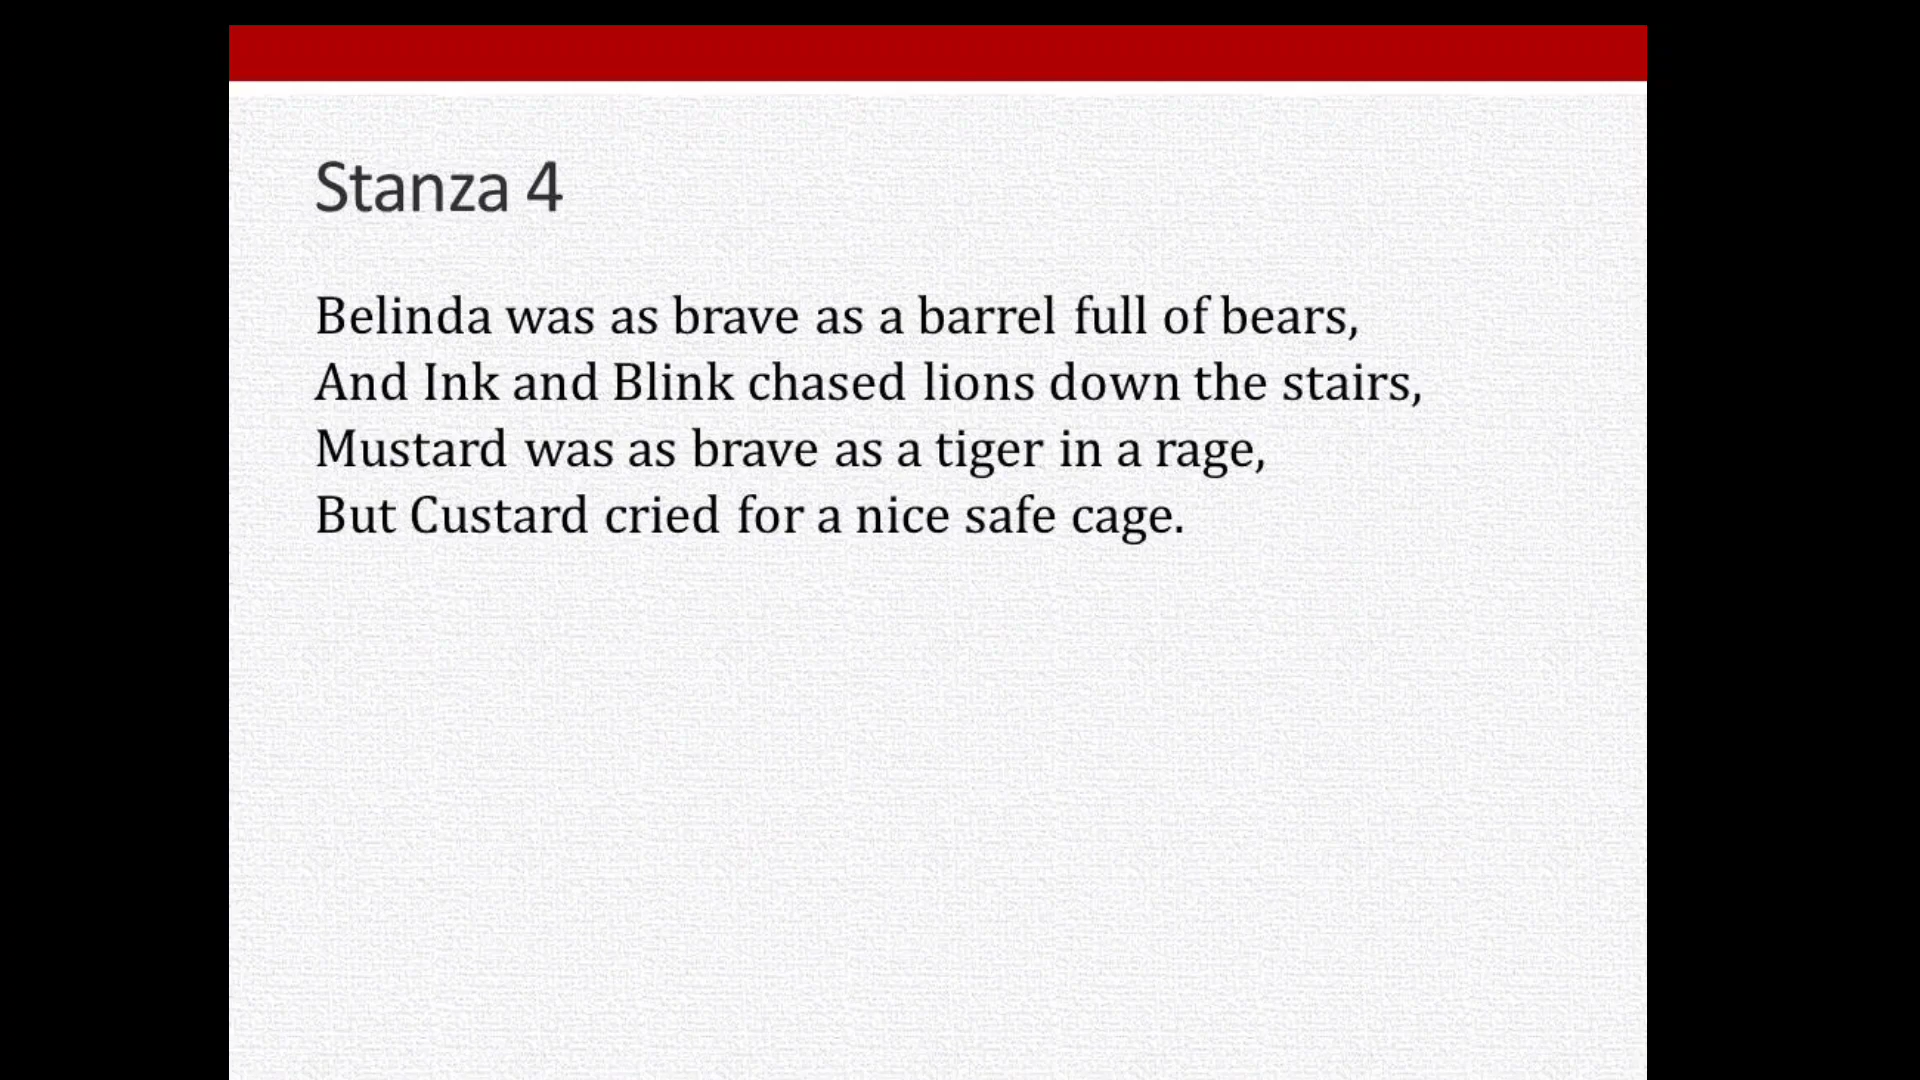 Stanza 4
Belinda was as brave as a barrel full of bears,
And Ink and Blink chased lions down the stairs,
Mustard was as brave as a tiger in a rage,
But Custard cried for a nice safe cage.